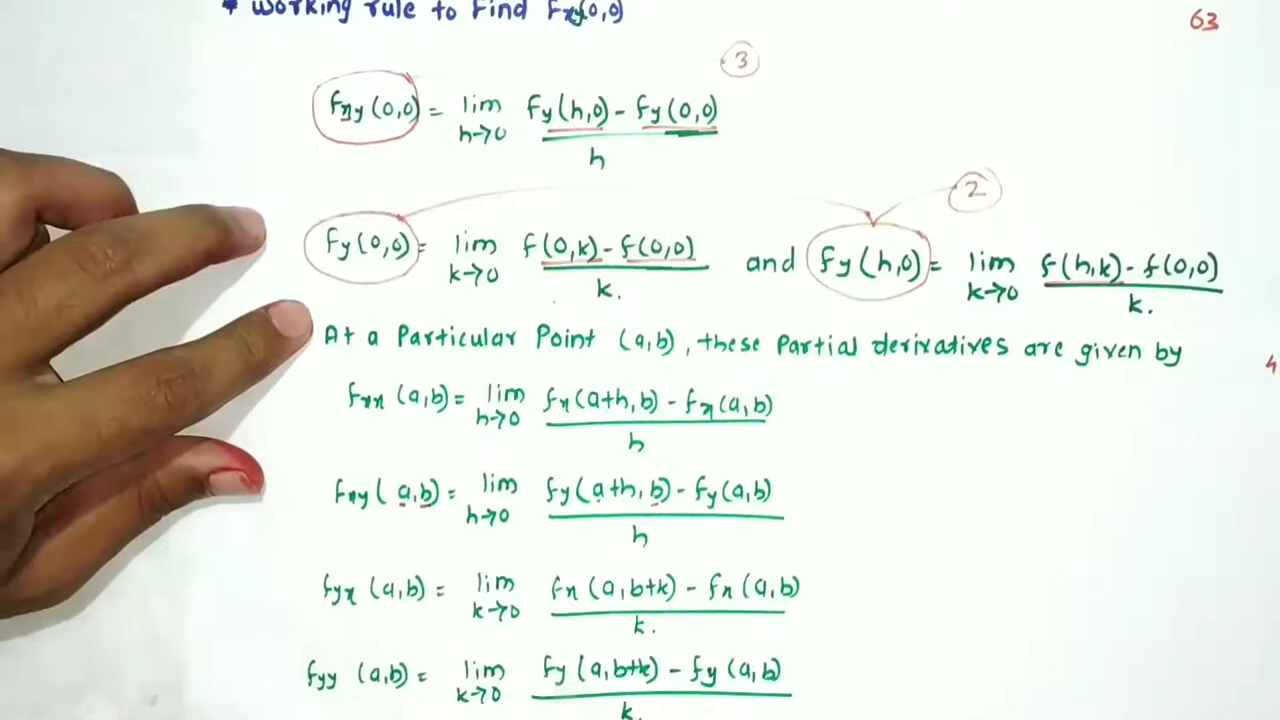 * Working rule to Find Fxy(0,0)
63
3
fxy (0,0) = lim h→0 fy(h,0) - fy(0,0) / h
2
fy(0,0) = lim k→0 f(0,k) - f(0,0) / k. and fy(h,0) = lim k→0 f(h,k) - f(0,0) / k.
At a Particular Point (a,b), these Partial derivatives are given by
4
fxx (a,b) = lim h→0 fx(a+h,b) - fx(a,b) / h
fxy (a,b) = lim h→0 fy(a+h,b) - fy(a,b) / h
fyx (a,b) = lim k→0 fx(a,b+k) - fx(a,b) / k.
fyy (a,b) = lim k→0 fy(a,b+k) - fy(a,b) / k.